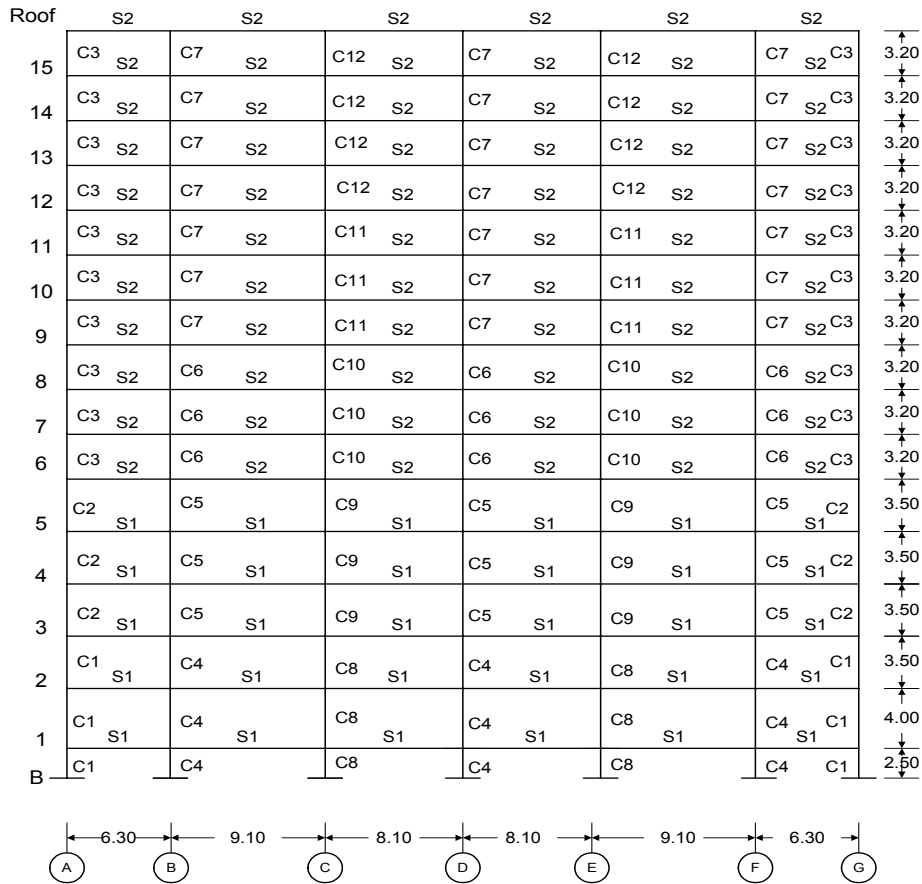 Roof S2 S2 S2 S2 S2 S2
C3 S2 C7 S2 C12 S2 C7 S2 C12 S2 C7 S2 C3 3.20
15
C3 S2 C7 S2 C12 S2 C7 S2 C12 S2 C7 S2 C3 3.20
14
C3 S2 C7 S2 C12 S2 C7 S2 C12 S2 C7 S2 C3 3.20
13
C3 S2 C7 S2 C12 S2 C7 S2 C12 S2 C7 S2 C3 3.20
12
C3 S2 C7 S2 C11 S2 C7 S2 C11 S2 C7 S2 C3 3.20
11
C3 S2 C7 S2 C11 S2 C7 S2 C11 S2 C7 S2 C3 3.20
10
C3 S2 C7 S2 C11 S2 C7 S2 C11 S2 C7 S2 C3 3.20
9
C3 S2 C6 S2 C10 S2 C6 S2 C10 S2 C6 S2 C3 3.20
8
C3 S2 C6 S2 C10 S2 C6 S2 C10 S2 C6 S2 C3 3.20
7
C3 S2 C6 S2 C10 S2 C6 S2 C10 S2 C6 S2 C3 3.20
6
C2 S1 C5 S1 C9 S1 C5 S1 C9 S1 C5 S1 C2 3.50
5
C2 S1 C5 S1 C9 S1 C5 S1 C9 S1 C5 S1 C2 3.50
4
C2 S1 C5 S1 C9 S1 C5 S1 C9 S1 C5 S1 C2 3.50
3
C1 S1 C4 S1 C8 S1 C4 S1 C8 S1 C4 S1 C1 3.50
2
C1 S1 C4 S1 C8 S1 C4 S1 C8 S1 C4 S1 C1 4.00
1
C1 C4 C8 C4 C8 C4 C1 2.50
B
6.30 9.10 8.10 8.10 9.10 6.30
A B C D E F G